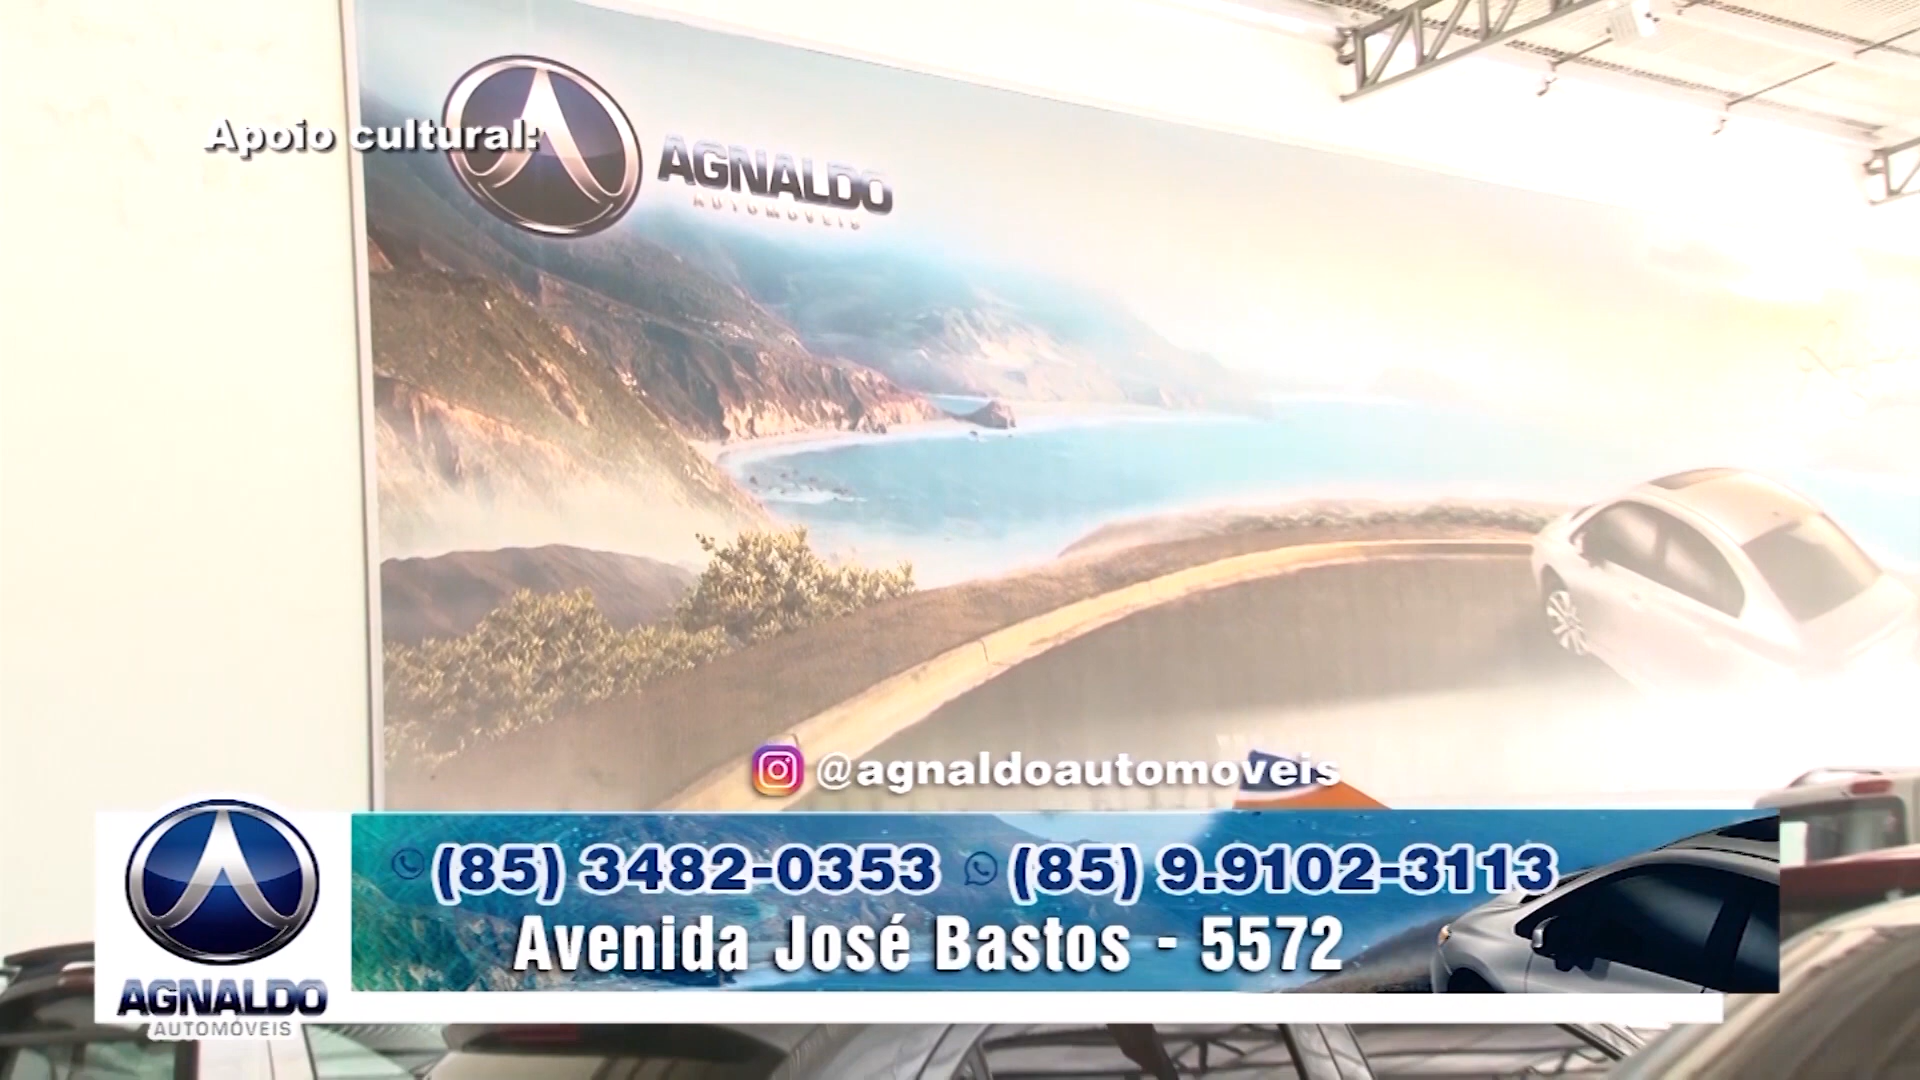 Apoio cultural:
AGNALDO
AUTOMÓVEIS
@agnaldoautomoveis
(85) 3482-0353 (85) 9.9102-3113
Avenida José Bastos - 5572
AGNALDO
AUTOMÓVEIS